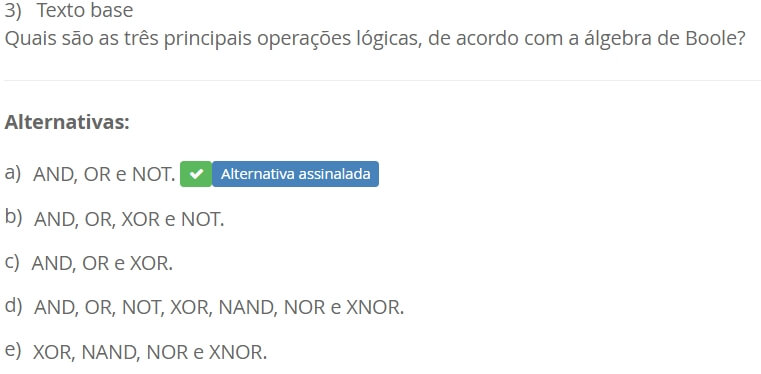 3) Texto base
Quais são as três principais operações lógicas, de acordo com a álgebra de Boole?
Alternativas:
a) AND, OR e NOT. Alternativa assinalada
b) AND, OR, XOR e NOT.
c) AND, OR e XOR.
d) AND, OR, NOT, XOR, NAND, NOR e XNOR.
e) XOR, NAND, NOR e XNOR.